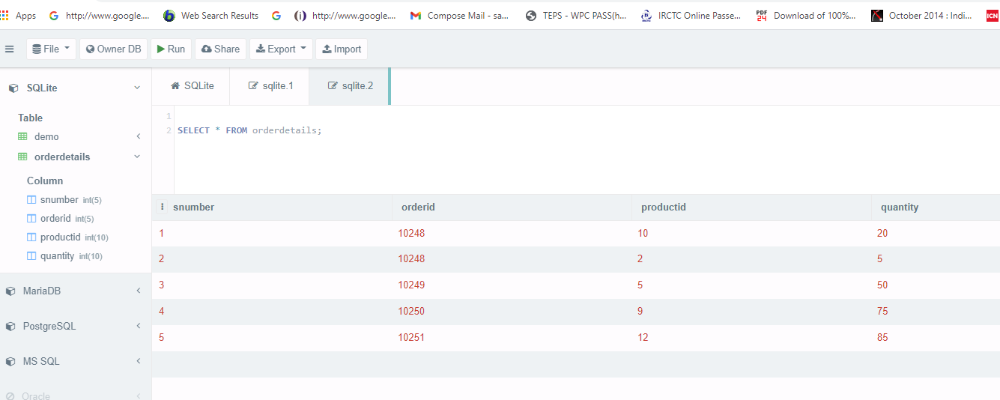 Apps http://www.google.... Web Search Results http://www.google.... Compose Mail - sa... TEPS - WPC PASS(h... IRCTC Online Passe... PDF 24 Download of 100%... October 2014 : Indi... ICN
File Owner DB Run Share Export Import
SQLite
Table
demo
orderdetails
Column
snumber int(5)
orderid int(5)
productid int(10)
quantity int(10)
MariaDB
PostgreSQL
MS SQL
Oracle
SQLite sqlite.1 sqlite.2
1
2 SELECT * FROM orderdetails;
snumber orderid productid quantity
1 10248 10 20
2 10248 2 5
3 10249 5 50
4 10250 9 75
5 10251 12 85